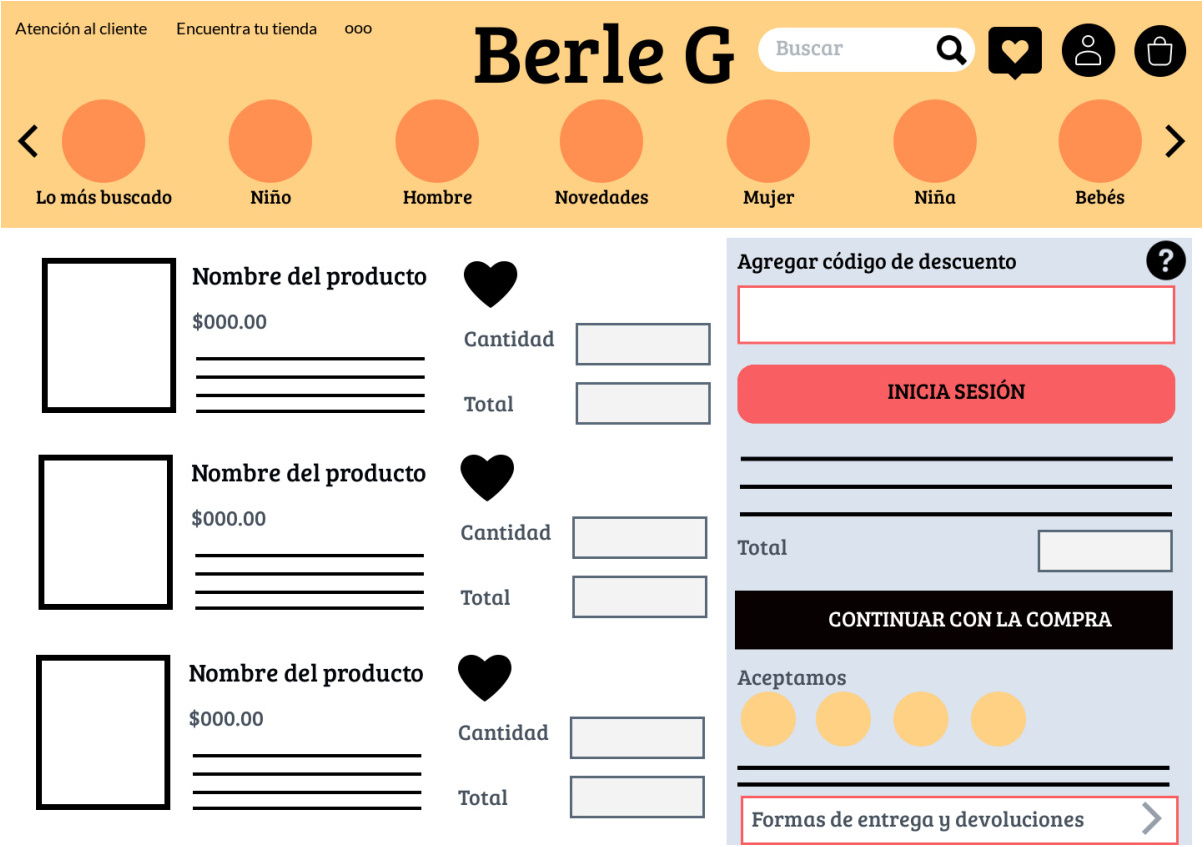 Atención al cliente Encuentra tu tienda ooo
Berle G
Buscar
Lo más buscado Niño Hombre Novedades Mujer Niña Bebés
Nombre del producto
$000.00
Cantidad
Total
Nombre del producto
$000.00
Cantidad
Total
Nombre del producto
$000.00
Cantidad
Total
Agregar código de descuento ?
INICIA SESIÓN
Total
CONTINUAR CON LA COMPRA
Aceptamos
Formas de entrega y devoluciones